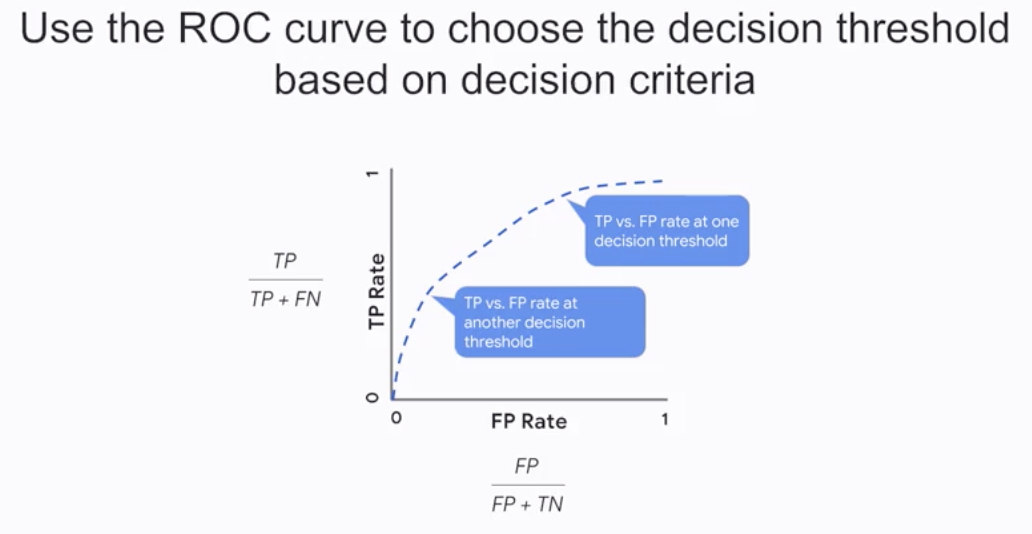 Use the ROC curve to choose the decision threshold
based on decision criteria
1
TP vs. FP rate at one
decision threshold
TP
TP + FN
TP Rate
TP vs. FP rate at
another decision
threshold
0
0
FP Rate
1
FP
FP + TN